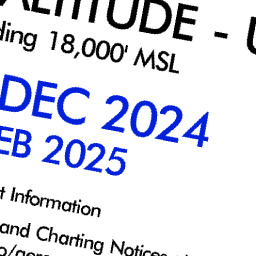 ALTITUDE - U
ding 18,000' MSL
DEC 2024
EB 2025
t Information
and Charting Notices